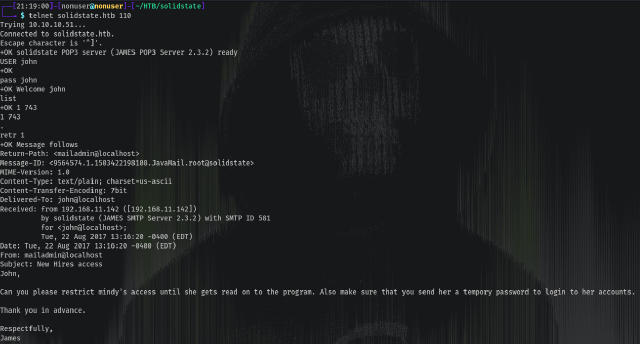 [21:19:00]-[nonuser@nonuser]-[~/HTB/solidstate]
$ telnet solidstate.htb 110
Trying 10.10.10.51...
Connected to solidstate.htb.
Escape character is '^]'.
+OK solidstate POP3 server (JAMES POP3 Server 2.3.2) ready
USER john
+OK
pass john
+OK Welcome john
list
+OK 1 743
1 743
.
retr 1
+OK Message follows
Return-Path: <mailadmin@localhost>
Message-ID: <9564574.1.1503422198108.JavaMail.root@solidstate>
MIME-Version: 1.0
Content-Type: text/plain; charset=us-ascii
Content-Transfer-Encoding: 7bit
Delivered-To: john@localhost
Received: from 192.168.11.142 ([192.168.11.142])
by solidstate (JAMES SMTP Server 2.3.2) with SMTP ID 581
for <john@localhost>;
Tue, 22 Aug 2017 13:16:20 -0400 (EDT)
Date: Tue, 22 Aug 2017 13:16:20 -0400 (EDT)
From: mailadmin@localhost
Subject: New Hires access
John,
Can you please restrict mindy's access until she gets read on to the program. Also make sure that you send her a tempory password to login to her accounts.
Thank you in advance.
Respectfully,
James